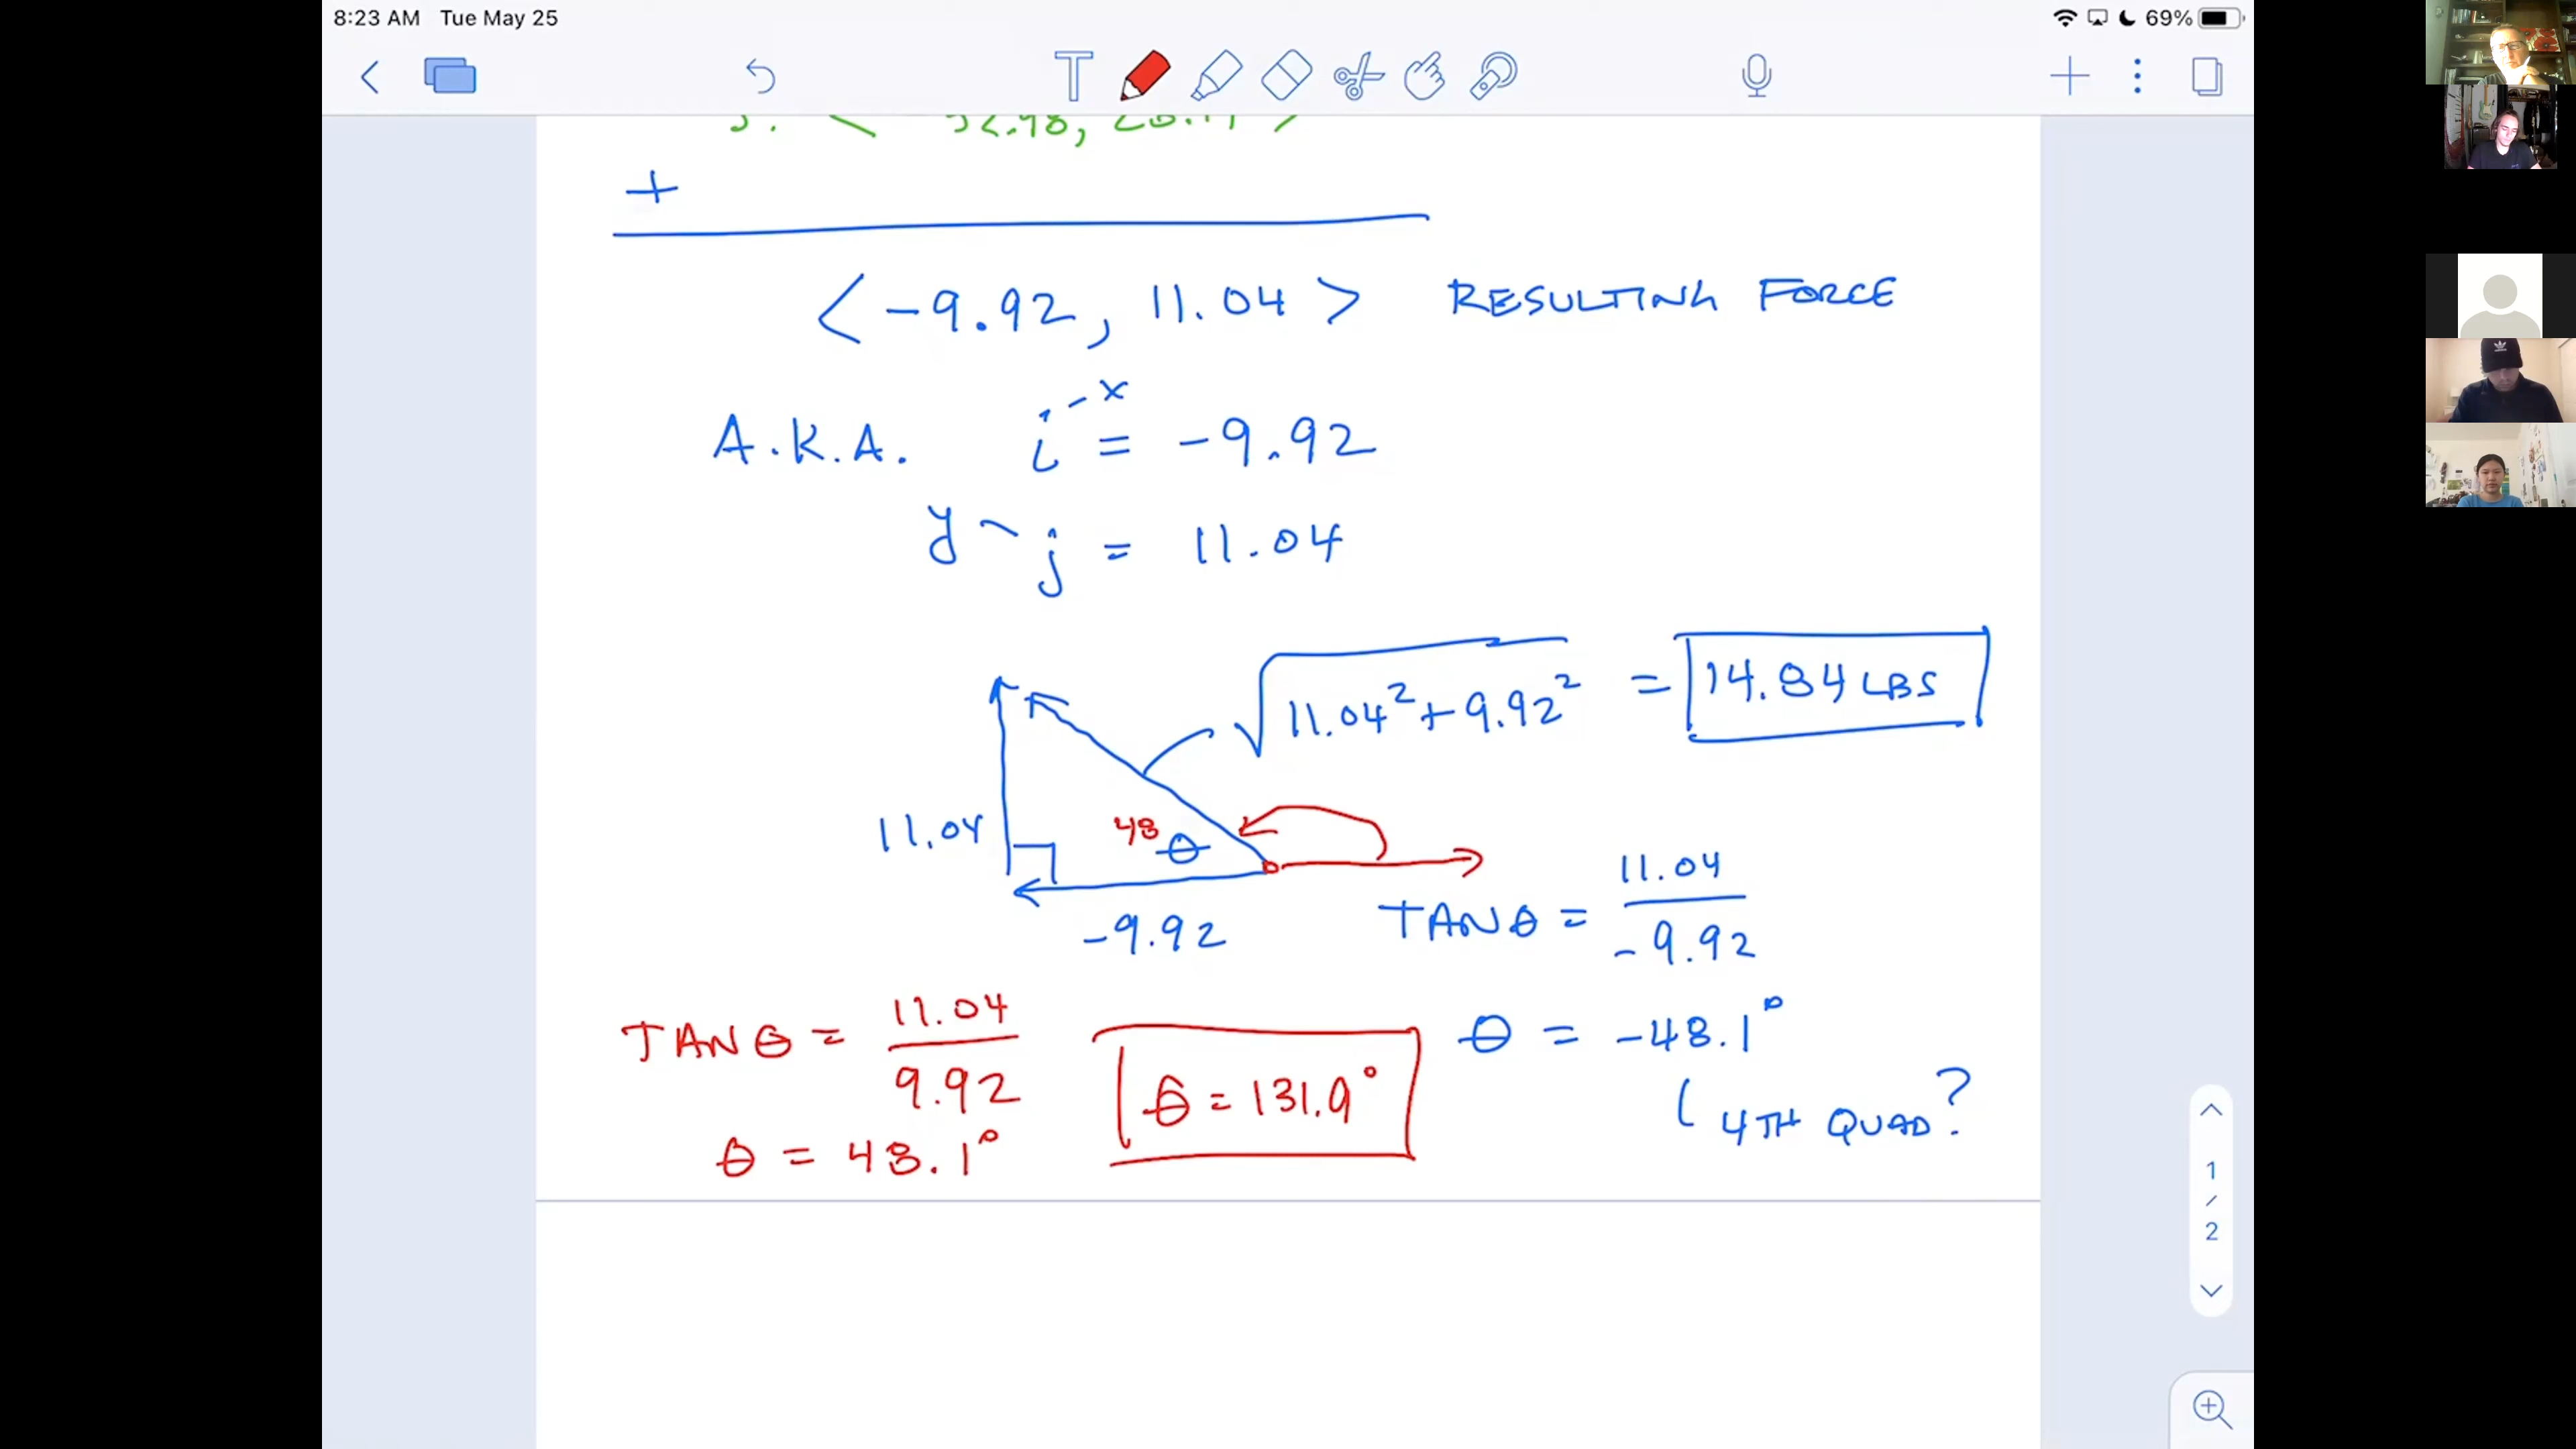 8:23 AM Tue May 25
69%
+
< -9.92, 11.04 > RESULTING FORCE
A.K.A. i = -9.92
x
y j = 11.04
√11.04² + 9.92² = 14.84 LBS
11.04
48 θ
-9.92
TAN θ = 11.04 / -9.92
TAN θ = 11.04 / 9.92
θ = 48.1°
θ = 131.9°
θ = -48.1°
4TH QUAD?
1
/
2